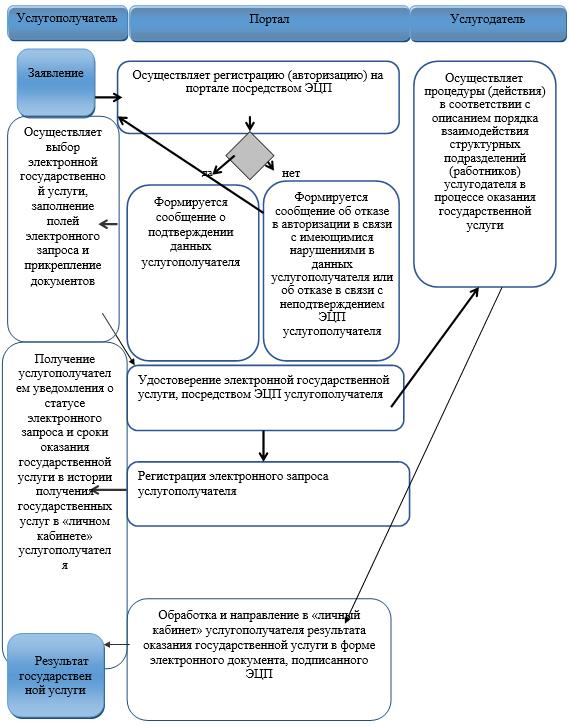 Услугополучатель
Портал
Услугодатель
Заявление
Осуществляет регистрацию (авторизацию) на
портале посредством ЭЦП
да
нет
Осуществляет
выбор
электронной
государственно
й услуги,
заполнение
полей
электронного
запроса и
прикрепление
документов
Формируется
сообщение о
подтверждении
данных
услугополучателя
Формируется
сообщение об отказе
в авторизации в связи
с имеющимися
нарушениями в
данных
услугополучателя или
об отказе в связи с
неподтверждением
ЭЦП
услугополучателя
Осуществляет
процедуры (действия)
в соответствии с
описанием порядка
взаимодействия
структурных
подразделений
(работников)
услугодателя в
процессе оказания
государственной
услуги
Удостоверение электронной государственной
услуги, посредством ЭЦП услугополучателя
Получение
услугополучател
ем уведомления о
статусе
электронного
запроса и сроки
оказания
государственной
услуги в истории
получения
государственных
услуг в «личном
кабинете»
услугополучател
я
Регистрация электронного запроса
услугополучателя
Обработка и направление в «личный
кабинет» услугополучателя результата
оказания государственной услуги в форме
электронного документа, подписанного
ЭЦП
Результат
государствен
ной услуги